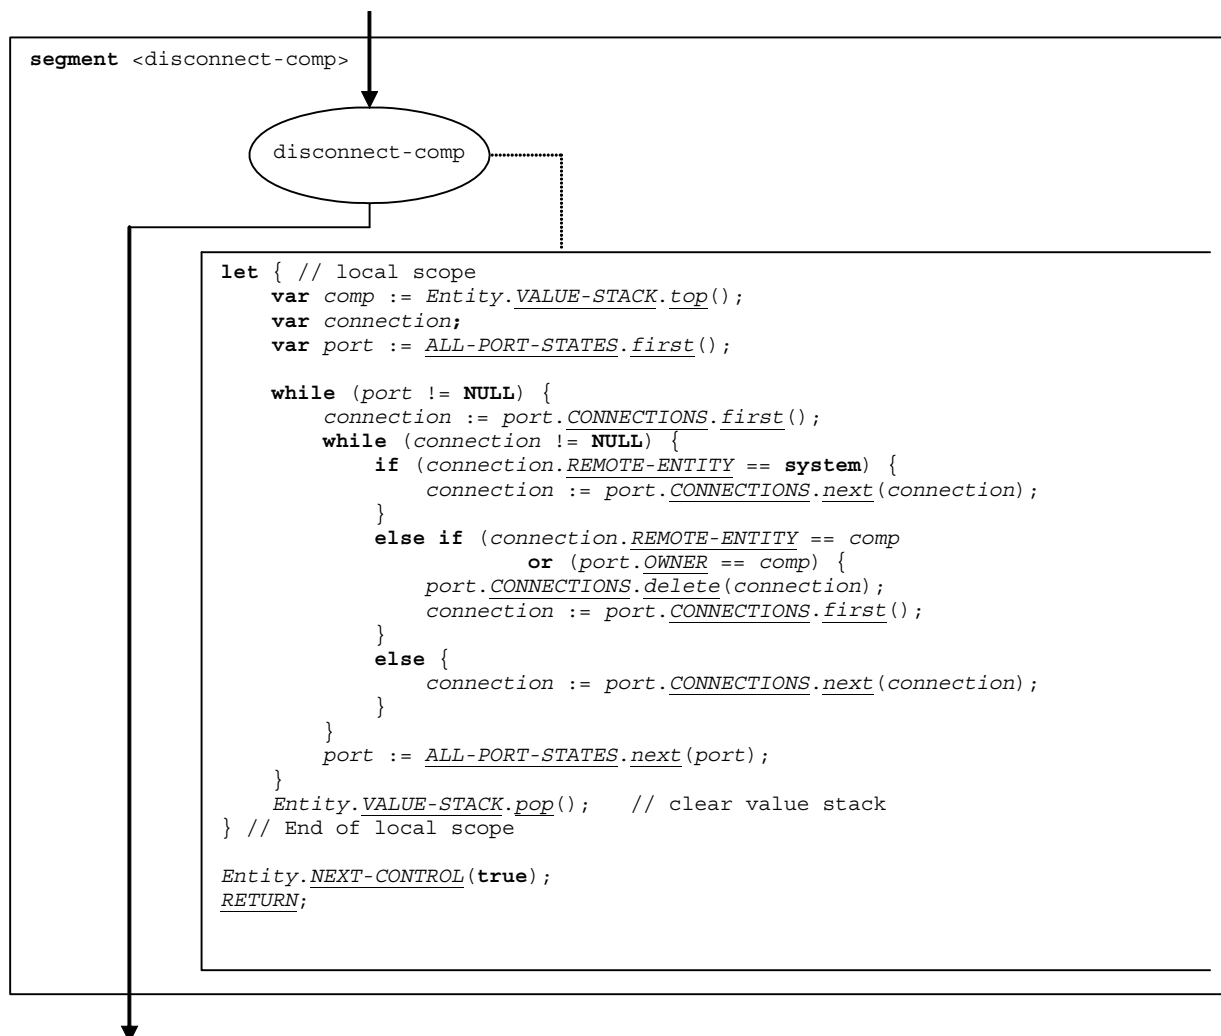 segment <disconnect-comp>
disconnect-comp
let { // local scope
    var comp := Entity.VALUE-STACK.top();
    var connection;
    var port := ALL-PORT-STATES.first();
    while (port != NULL) {
        connection := port.CONNECTIONS.first();
        while (connection != NULL) {
            if (connection.REMOTE-ENTITY == system) {
                connection := port.CONNECTIONS.next(connection);
            }
            else if (connection.REMOTE-ENTITY == comp
                        or (port.OWNER == comp) {
                port.CONNECTIONS.delete(connection);
                connection := port.CONNECTIONS.first();
            }
            else {
                connection := port.CONNECTIONS.next(connection);
            }
        }
        port := ALL-PORT-STATES.next(port);
    }
    Entity.VALUE-STACK.pop();   // clear value stack
} // End of local scope
Entity.NEXT-CONTROL(true);
RETURN;